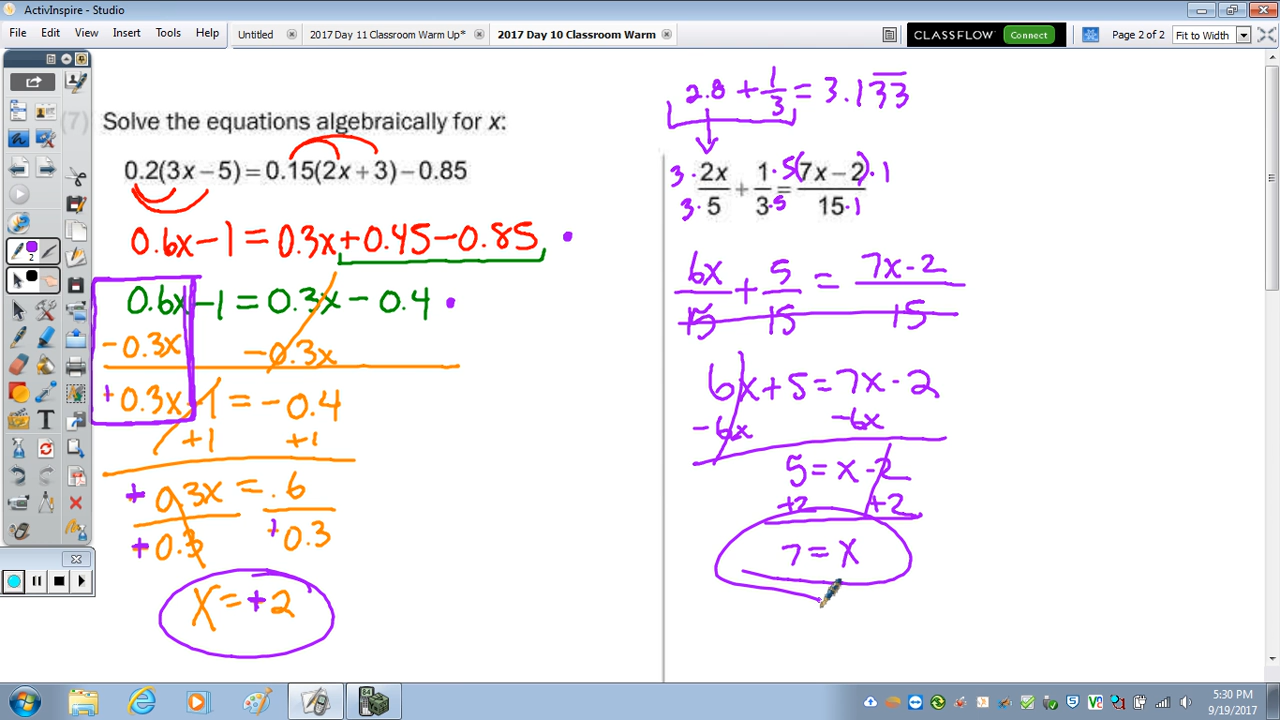 ActivInspire - Studio
File Edit View Insert Tools Help
Untitled
2017 Day 11 Classroom Warm Up*
2017 Day 10 Classroom Warm
CLASSFLOW Connect
Page 2 of 2
Fit to Width
2
Solve the equations algebraically for x:
0.2(3x − 5) = 0.15(2x + 3) − 0.85
0.6x − 1 = 0.3x + 0.45 − 0.85
0.6x − 1 = 0.3x − 0.4
− 0.3x − 0.3x
+ 0.3x − 1 = − 0.4
+1 +1
+ 0.3x = .6
+ 0.3 + 0.3
X = + 2
2.8 + 1/3 = 3.13̅3̅
3 · 2x 1 · 5 (7x − 2) · 1
+ =
3 · 5 3 · 5 15 · 1
6x + 5 = 7x − 2
15 15 15
6x + 5 = 7x − 2
− 6x − 6x
5 = x − 2
+2 +2
7 = x
5:30 PM
9/19/2017